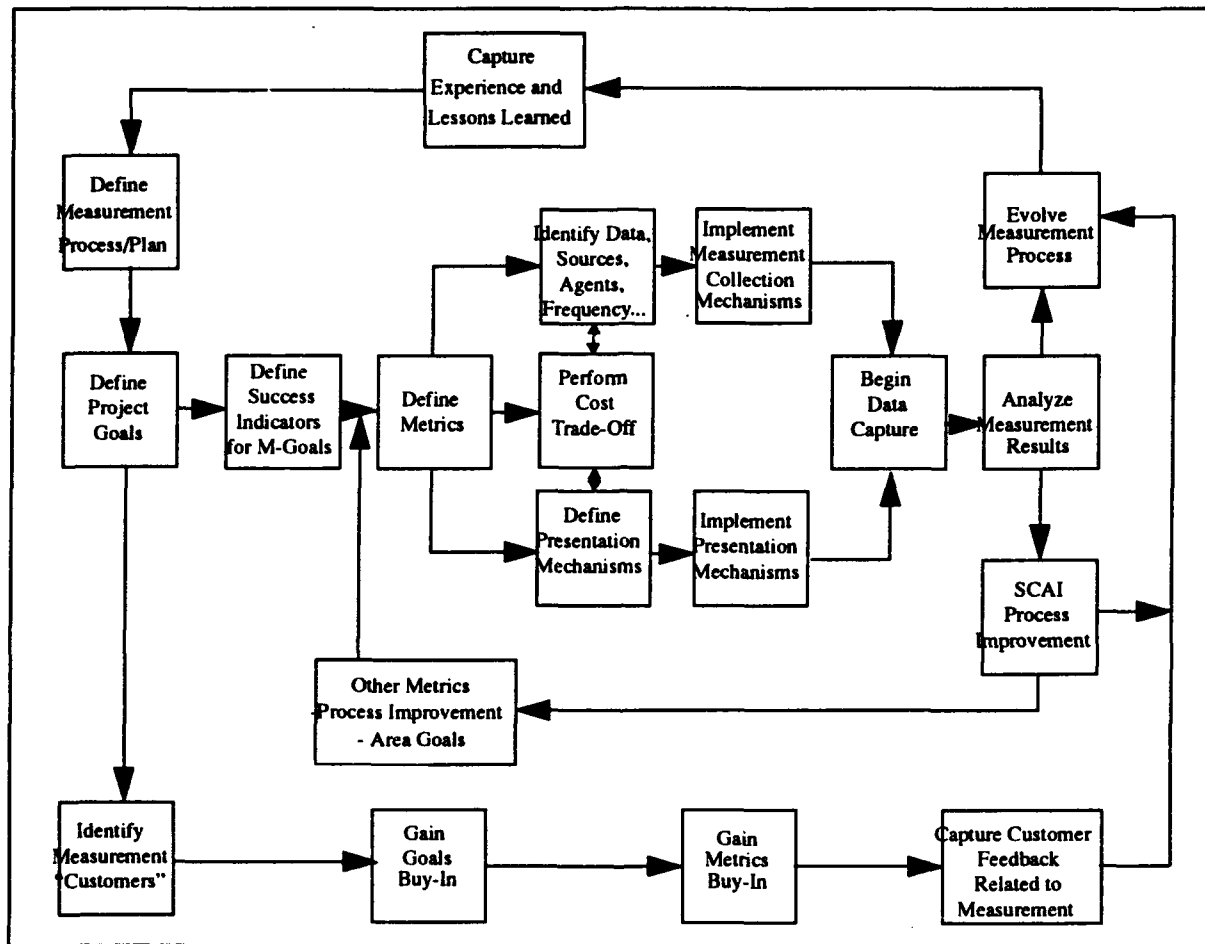 Capture
Experience and
Lessons Learned
Define
Measurement
Process/Plan
Evolve
Measurement
Process
Identify Data,
Sources,
Agents,
Frequency...
Implement
Measurement
Collection
Mechanisms
Define
Project
Goals
Define
Success
Indicators
for M-Goals
Define
Metrics
Perform
Cost
Trade-Off
Begin
Data
Capture
Analyze
Measurement
Results
Define
Presentation
Mechanisms
Implement
Presentation
Mechanisms
SCAI
Process
Improvement
Other Metrics
-Process Improvement
- Area Goals
Identify
Measurement
"Customers"
Gain
Goals
Buy-In
Gain
Metrics
Buy-In
Capture Customer
Feedback
Related to
Measurement